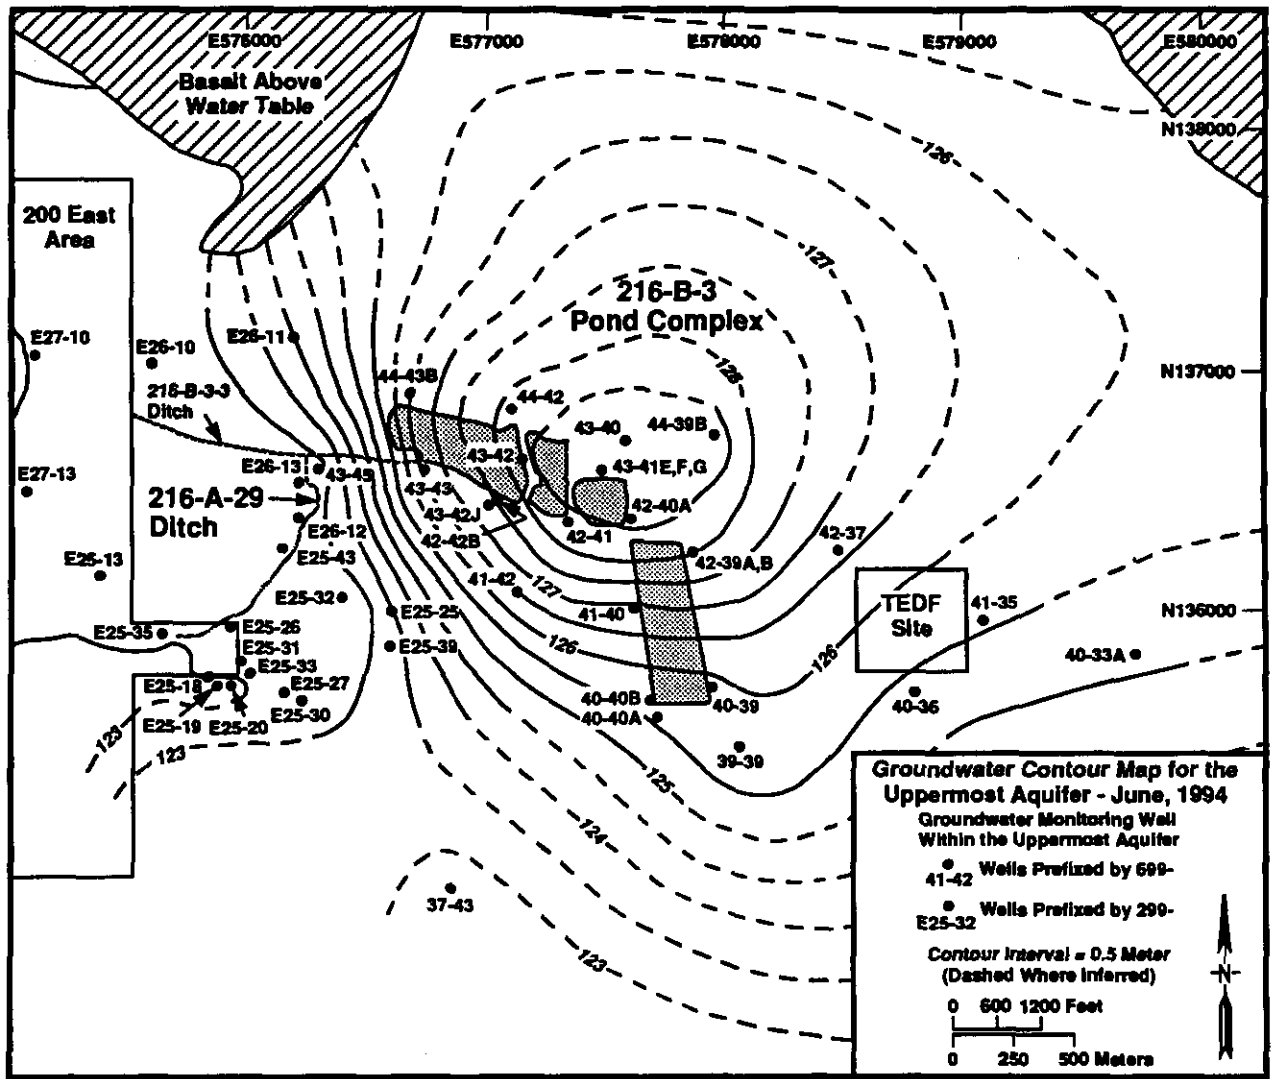 E576000
E577000
E578000
E579000
E580000
Basalt Above
Water Table
N138000
126
200 East
Area
127
216-B-3
Pond Complex
E27-10
E26-10
E26-11
128
N137000
44-43B
216-B-3-3
Ditch
44-42
43-40
44-39B
E27-13
E26-13
43-45
43-42
43-41E,F,G
43-43
216-A-29
Ditch
43-42J
42-40A
E26-12
42-42B
42-41
42-37
E25-43
E25-13
42-39A,B
41-42
127
TEDF
Site
41-35
N136000
E25-32
E25-25
41-40
E25-35
E25-26
E25-31
E25-39
126
126
40-33A
E25-33
E25-18
E25-27
40-40B
40-39
40-36
E25-19
E25-20
E25-30
40-40A
123
123
39-39
125
124
37-43
123
Groundwater Contour Map for the
Uppermost Aquifer - June, 1994
Groundwater Monitoring Well
Within the Uppermost Aquifer
41-42 Wells Prefixed by 699-
E25-32 Wells Prefixed by 299-
Contour Interval = 0.5 Meter
(Dashed Where Inferred)
N
0 600 1200 Feet
0 250 500 Meters